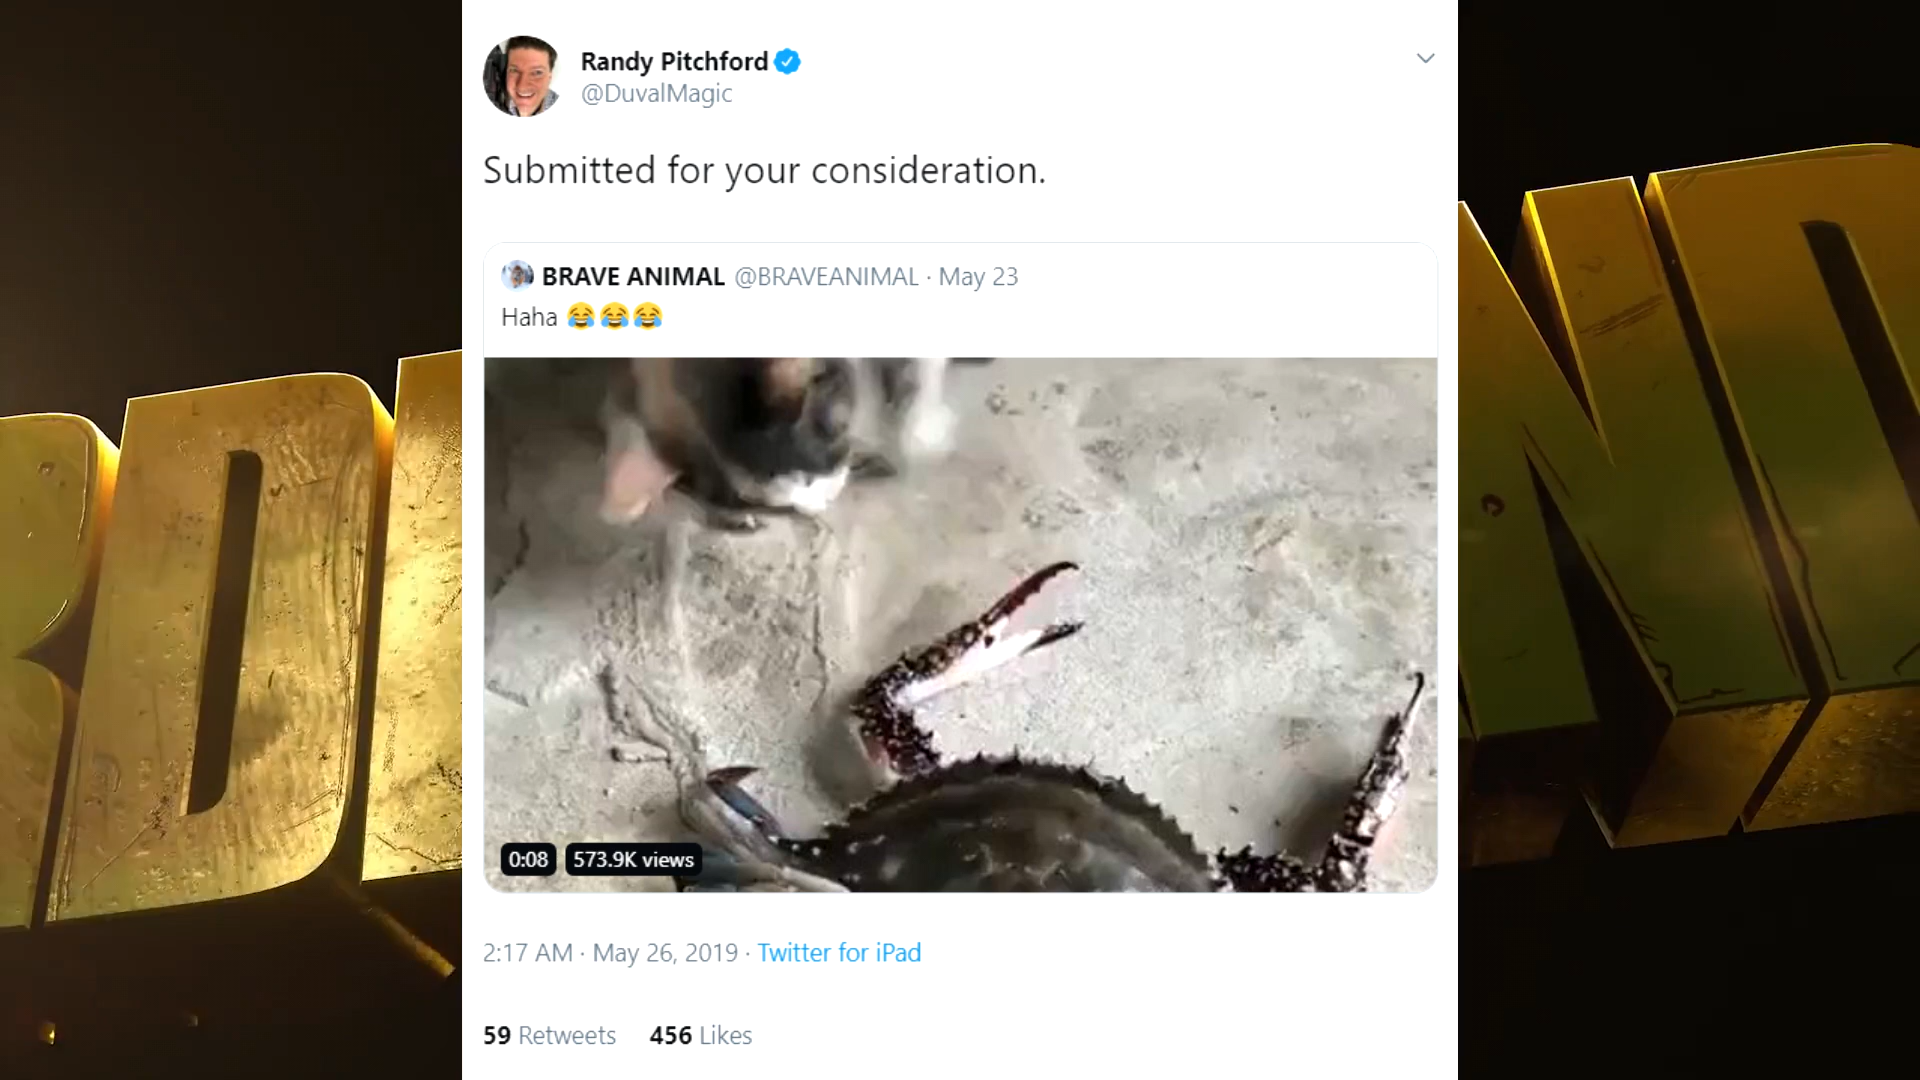 Randy Pitchford
@DuvalMagic
Submitted for your consideration.
BRAVE ANIMAL @BRAVEANIMAL · May 23
Haha 😂😂😂
0:08 573.9K views
2:17 AM · May 26, 2019 · Twitter for iPad
59 Retweets 456 Likes
RD
N